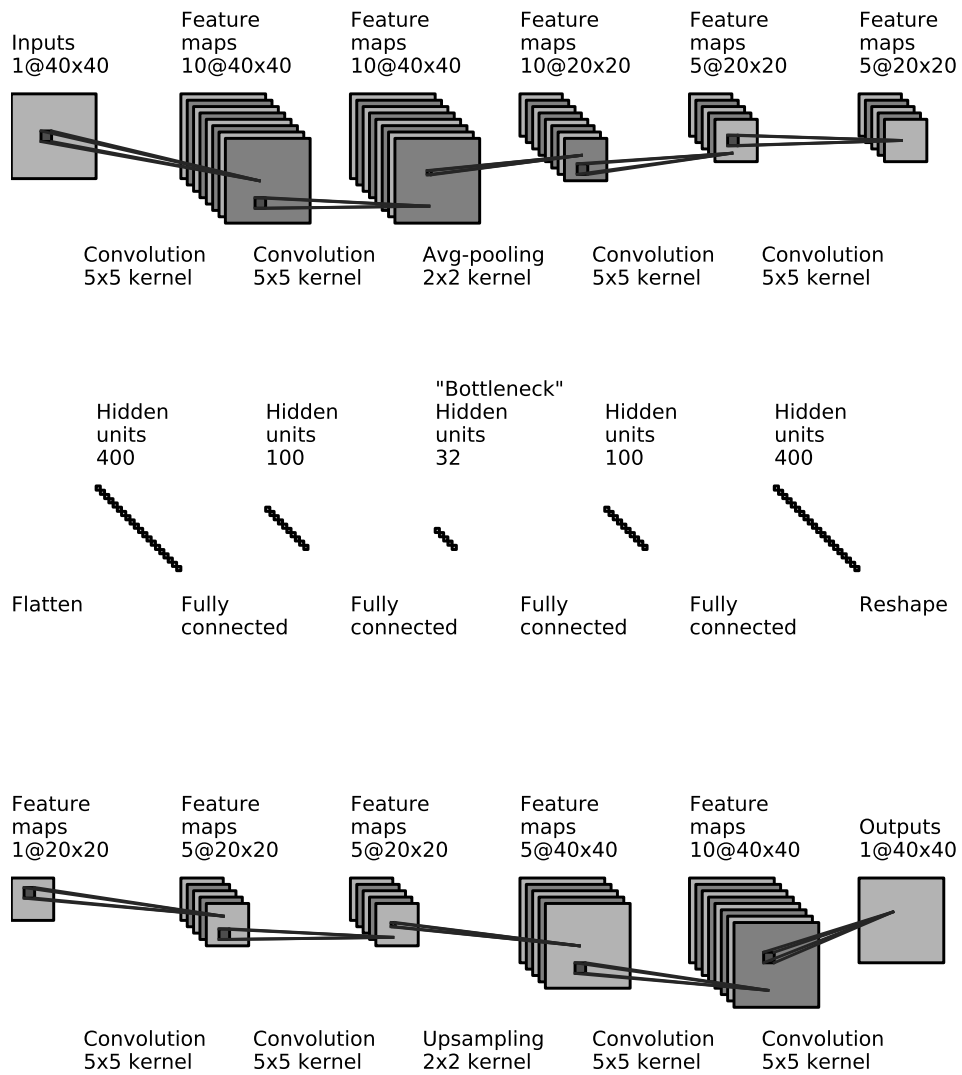 Inputs
1@40x40
Feature
maps
10@40x40
Feature
maps
10@40x40
Feature
maps
10@20x20
Feature
maps
5@20x20
Feature
maps
5@20x20
Convolution
5x5 kernel
Convolution
5x5 kernel
Avg-pooling
2x2 kernel
Convolution
5x5 kernel
Convolution
5x5 kernel
Hidden
units
400
Hidden
units
100
"Bottleneck"
Hidden
units
32
Hidden
units
100
Hidden
units
400
Flatten
Fully
connected
Fully
connected
Fully
connected
Fully
connected
Reshape
Feature
maps
1@20x20
Feature
maps
5@20x20
Feature
maps
5@20x20
Feature
maps
5@40x40
Feature
maps
10@40x40
Outputs
1@40x40
Convolution
5x5 kernel
Convolution
5x5 kernel
Upsampling
2x2 kernel
Convolution
5x5 kernel
Convolution
5x5 kernel